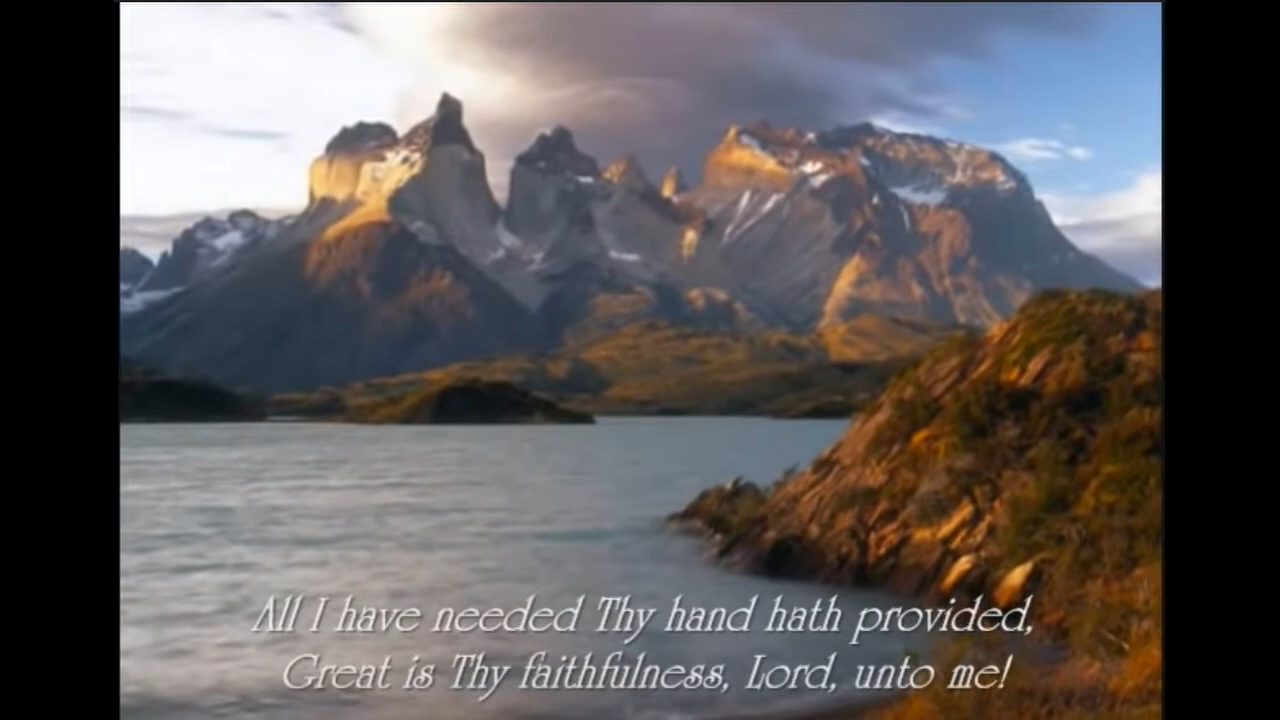 All I have needed Thy hand hath provided,
Great is Thy faithfulness, Lord, unto me!